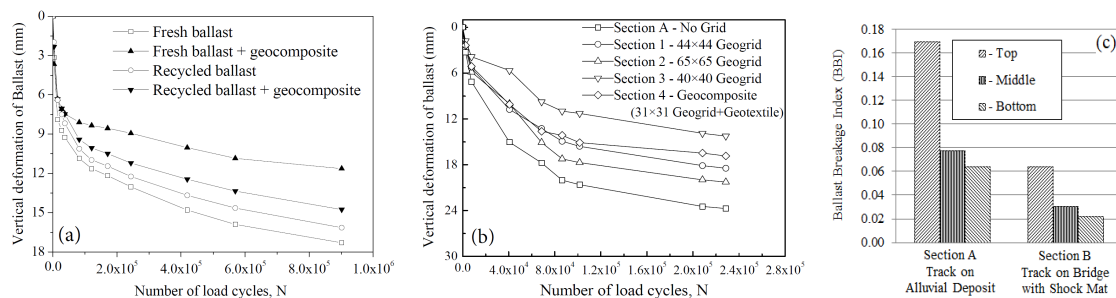 Vertical deformation of Ballast (mm)
0
3
6
9
12
15
18
Fresh ballast
Fresh ballast + geocomposite
Recycled ballast
Recycled ballast + geocomposite
(a)
0.0
2.0x10⁵
4.0x10⁵
6.0x10⁵
8.0x10⁵
1.0x10⁶
Number of load cycles, N
Vertical deformation of ballast (mm)
0
6
12
18
24
30
Section A - No Grid
Section 1 - 44×44 Geogrid
Section 2 - 65×65 Geogrid
Section 3 - 40×40 Geogrid
Section 4 - Geocomposite
(31×31 Geogrid+Geotextile)
(b)
0.0
4.0x10⁴
8.0x10⁴
1.2x10⁵
1.6x10⁵
2.0x10⁵
2.4x10⁵
2.8x10⁵
Number of load cycles, N
Ballast Breakage Index (BBI)
0.18
0.16
0.14
0.12
0.10
0.08
0.06
0.04
0.02
0.00
- Top
- Middle
- Bottom
(c)
Section A
Track on
Alluvial Deposit
Section B
Track on Bridge
with Shock Mat